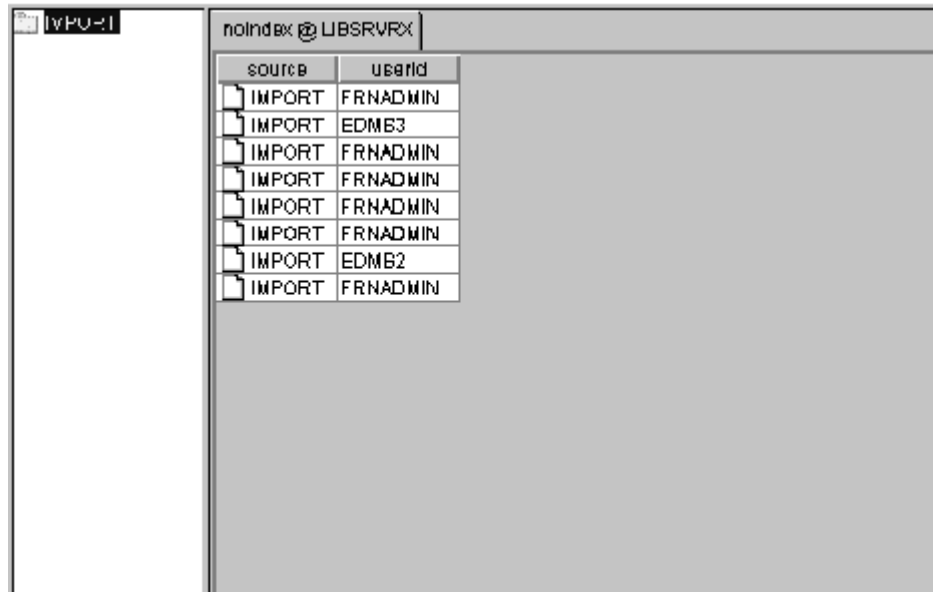 IMPORT
noindex @ LIBSRVRX
source userid
IMPORT FRNADMIN
IMPORT EDMB3
IMPORT FRNADMIN
IMPORT FRNADMIN
IMPORT FRNADMIN
IMPORT FRNADMIN
IMPORT EDMB2
IMPORT FRNADMIN